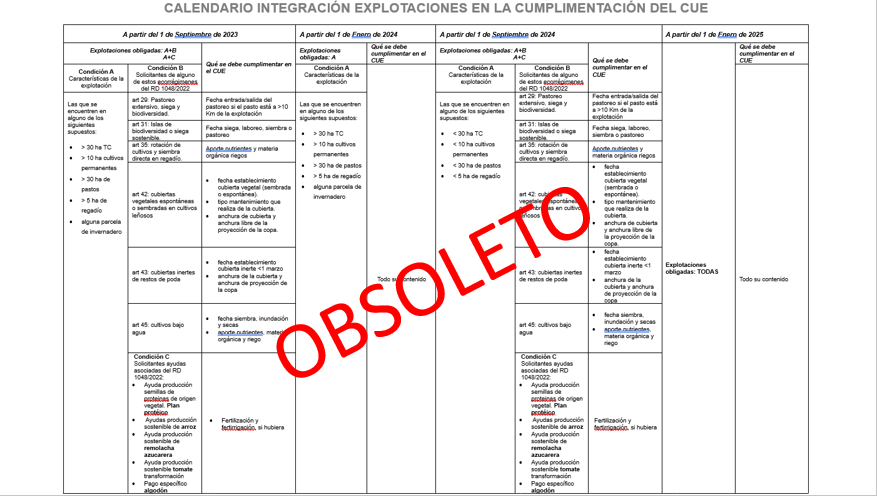 CALENDARIO INTEGRACIÓN EXPLOTACIONES EN LA CUMPLIMENTACIÓN DEL CUE
A partir del 1 de Septiembre de 2023
A partir del 1 de Enero de 2024
A partir del 1 de Septiembre de 2024
A partir del 1 de Enero de 2025
Explotaciones obligadas: A+B
A+C
Qué se debe cumplimentar en
el CUE
Condición A
Características de la
explotación
Condición B
Solicitantes de alguno
de estos ecorrégimenes
del RD 1048/2022
Explotaciones
obligadas: A
Qué se debe
cumplimentar en el
CUE
Condición A
Características de la
explotación
Explotaciones obligadas: A+B
A+C
Qué se debe
cumplimentar en el
CUE
Condición A
Características de la
explotación
Condición B
Solicitantes de alguno
de estos ecorrégimenes
del RD 1048/2022
Qué se debe
cumplimentar en el
CUE
Las que se
encuentren en
alguno de los
siguientes
supuestos:
• > 30 ha TC
• > 10 ha cultivos
permanentes
• > 30 ha de
pastos
• > 5 ha de
regadío
• alguna parcela
de invernadero
art 29: Pastoreo
extensivo, siega y
biodiversidad.
Fecha entrada/salida del
pastoreo si el pasto está a >10
Km de la explotación
art 31: Islas de
biodiversidad o siega
sostenible.
Fecha siega, laboreo, siembra o
pastoreo
art 35: rotación de
cultivos y siembra
directa en regadío.
Aporte nutrientes y materia
orgánica riegos
art 42: cubiertas
vegetales espontáneas
o sembradas en cultivos
leñosos
• fecha establecimiento
cubierta vegetal (sembrada
o espontánea).
• tipo mantenimiento que
realiza de la cubierta.
• anchura de cubierta y
anchura libre de la
proyección de la copa.
art 43: cubiertas inertes
de restos de poda
• fecha establecimiento
cubierta inerte <1 marzo
• anchura de la cubierta y
anchura de proyección de
la copa
art 45: cultivos bajo
agua
• fecha siembra, inundación
y secas
• aporte nutrientes, materia
orgánica y riego
Condición C
Solicitantes ayudas
asociadas del RD
1048/2022:
• Ayuda producción
semillas de
proteinas de origen
vegetal. Plan
protéico
• Ayudas producción
sostenible de arroz
• Ayuda producción
sostenible de
remolacha
azucarera
• Ayuda producción
sostenible tomate
transformación
• Pago específico
algodón
• Fertilización y
fertirrigación, si hubiera
Las que se encuentren
en alguno de los
siguientes supuestos:
• > 30 ha TC
• > 10 ha cultivos
permanentes
• > 30 ha de pastos
• > 5 ha de regadío
• alguna parcela de
invernadero
Todo su contenido
Las que se encuentren
en alguno de los
siguientes supuestos:
• < 30 ha TC
• < 10 ha cultivos
permanentes
• < 30 ha de pastos
• < 5 ha de regadío
art 29: Pastoreo
extensivo, siega y
biodiversidad.
Fecha entrada/salida del
pastoreo si el pasto está
a >10 Km de la
explotación
art 31: Islas de
biodiversidad o siega
sostenible.
Fecha siega, laboreo,
siembra o pastoreo
art 35: rotación de
cultivos y siembra
directa en regadío.
Aporte nutrientes y
materia orgánica riegos
art 42: cubiertas
vegetales espontáneas
o sembradas en cultivos
leñosos
• fecha
establecimiento
cubierta vegetal
(sembrada o
espontánea).
• tipo mantenimiento
que realiza de la
cubierta.
• anchura de cubierta
y anchura libre de
la proyección de la
copa.
art 43: cubiertas inertes
de restos de poda
• fecha
establecimiento
cubierta inerte <1
marzo
• anchura de la
cubierta y anchura
de proyección de la
copa
art 45: cultivos bajo
agua
• fecha siembra,
inundación y secas
• aporte nutrientes,
materia orgánica y
riego
Condición C
Solicitantes ayudas
asociadas del RD
1048/2022:
• Ayuda producción
semillas de
proteinas de origen
vegetal. Plan
protéico
• Ayudas producción
sostenible de arroz
• Ayuda producción
sostenible de
remolacha
azucarera
• Ayuda producción
sostenible tomate
transformación
• Pago específico
algodón
Fertilización y
fertirrigación, si hubiera
Explotaciones
obligadas: TODAS
Todo su contenido
OBSOLETO